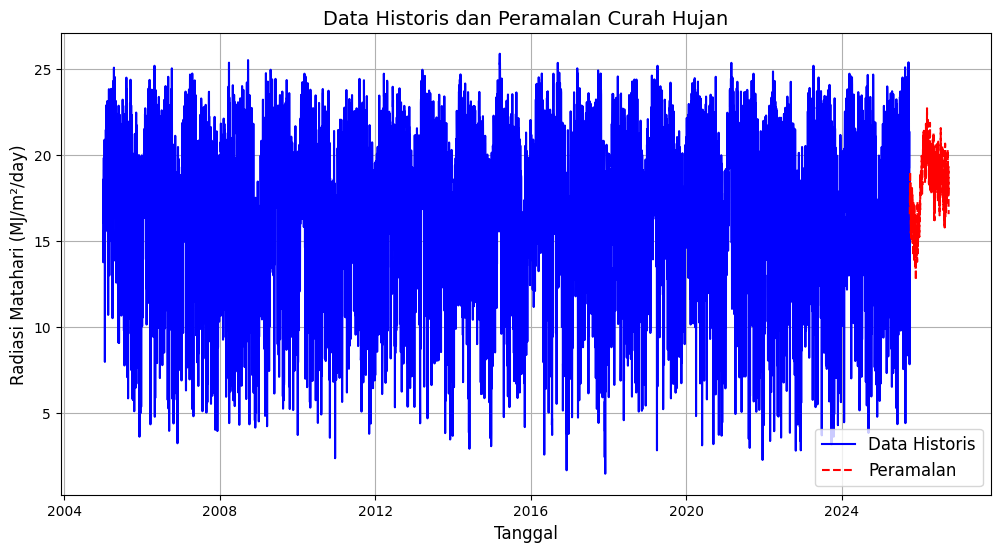 Data Historis dan Peramalan Curah Hujan
Radiasi Matahari (MJ/m²/day)
25
20
15
10
5
2004
2008
2012
2016
2020
2024
Tanggal
Data Historis
Peramalan